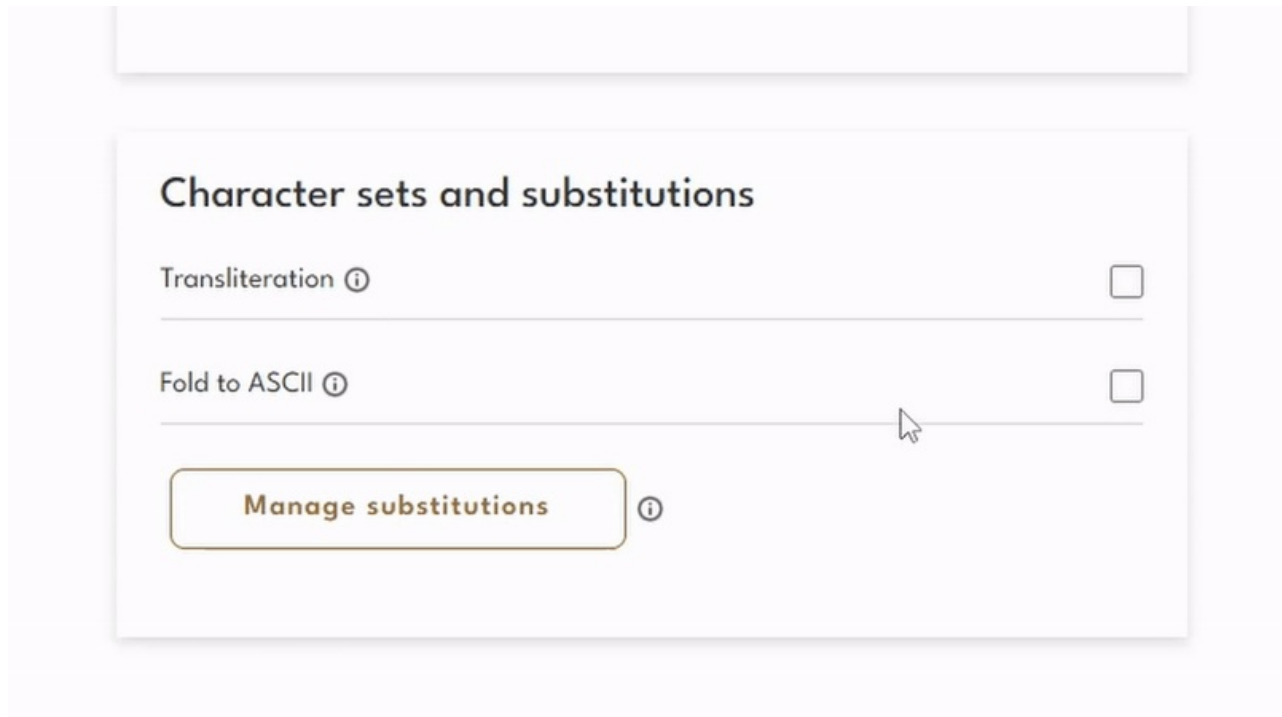 Character sets and substitutions
Transliteration
Fold to ASCII
Manage substitutions